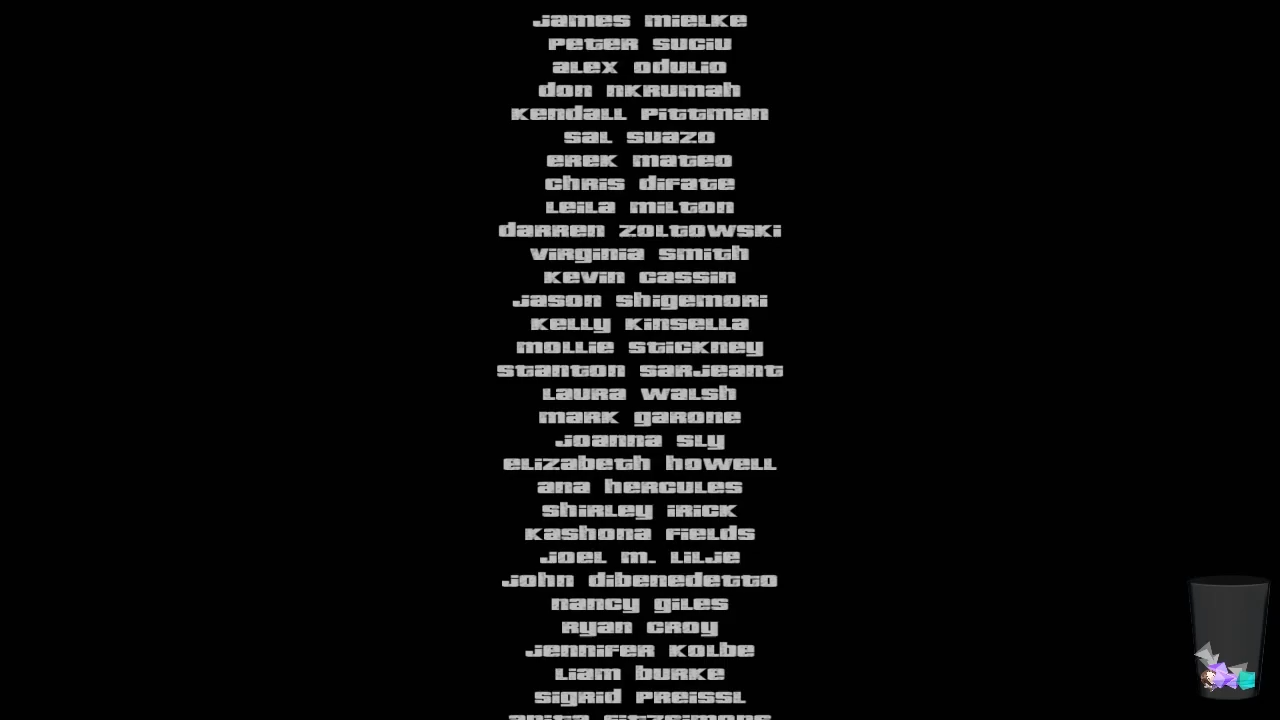 James Mielke
Peter Suciu
Alex Odulio
Don Nkrumah
Kendall Pittman
Sal Suazo
Erek Mateo
Chris DiFate
Leila Milton
Darren Zoltowski
Virginia Smith
Kevin Cassin
Jason Shigemori
Kelly Kinsella
Mollie Stickney
Stanton Sarjeant
Laura Walsh
Mark Garone
Joanna Sly
Elizabeth Howell
Ana Hercules
Shirley Irick
Kashona Fields
Joel M. Lilje
John DiBenedetto
Nancy Giles
Ryan Croy
Jennifer Kolbe
Liam Burke
Sigrid Preissl
Anita Fitzsimons